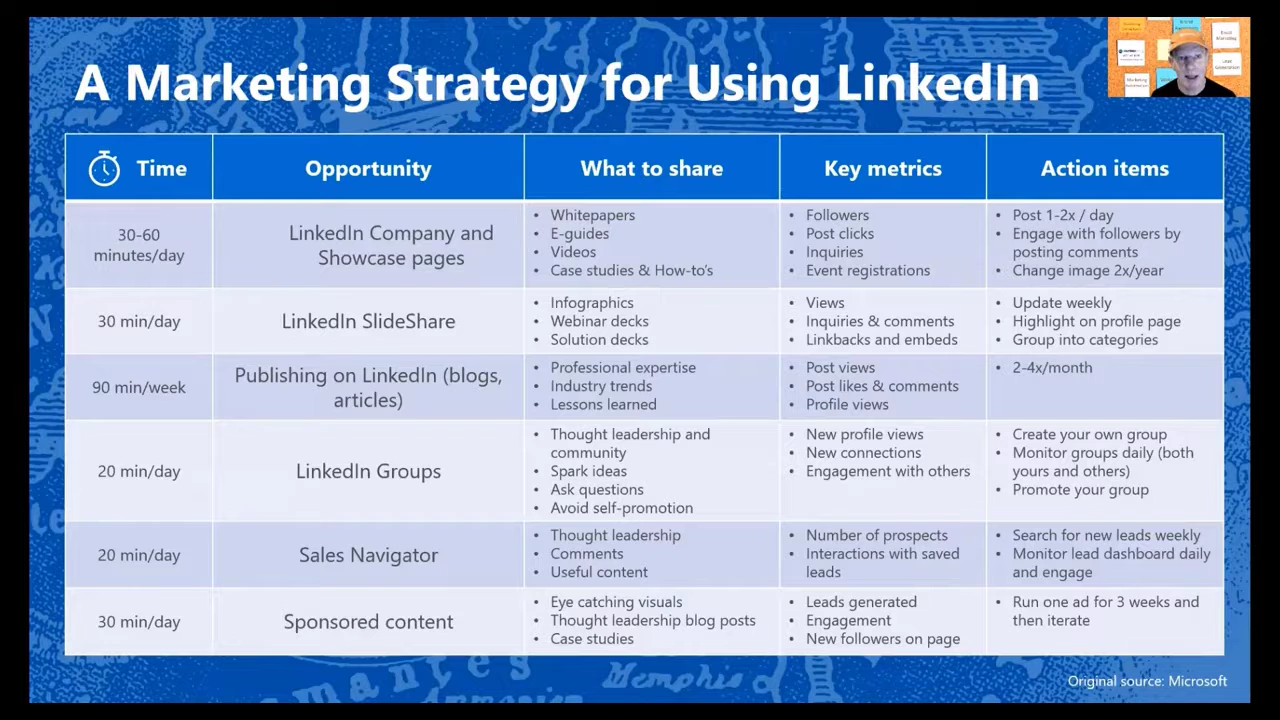 A Marketing Strategy for Using LinkedIn
Time
Opportunity
What to share
Key metrics
Action items
30-60
minutes/day
LinkedIn Company and
Showcase pages
• Whitepapers
• E-guides
• Videos
• Case studies & How-to's
• Followers
• Post clicks
• Inquiries
• Event registrations
• Post 1-2x / day
• Engage with followers by
posting comments
• Change image 2x/year
30 min/day
LinkedIn SlideShare
• Infographics
• Webinar decks
• Solution decks
• Views
• Inquiries & comments
• Linkbacks and embeds
• Update weekly
• Highlight on profile page
• Group into categories
90 min/week
Publishing on LinkedIn (blogs,
articles)
• Professional expertise
• Industry trends
• Lessons learned
• Post views
• Post likes & comments
• Profile views
• 2-4x/month
20 min/day
LinkedIn Groups
• Thought leadership and
community
• Spark ideas
• Ask questions
• Avoid self-promotion
• New profile views
• New connections
• Engagement with others
• Create your own group
• Monitor groups daily (both
yours and others)
• Promote your group
20 min/day
Sales Navigator
• Thought leadership
• Comments
• Useful content
• Number of prospects
• Interactions with saved
leads
• Search for new leads weekly
• Monitor lead dashboard daily
and engage
30 min/day
Sponsored content
• Eye catching visuals
• Thought leadership blog posts
• Case studies
• Leads generated
• Engagement
• New followers on page
• Run one ad for 3 weeks and
then iterate
Memphis
Original source: Microsoft